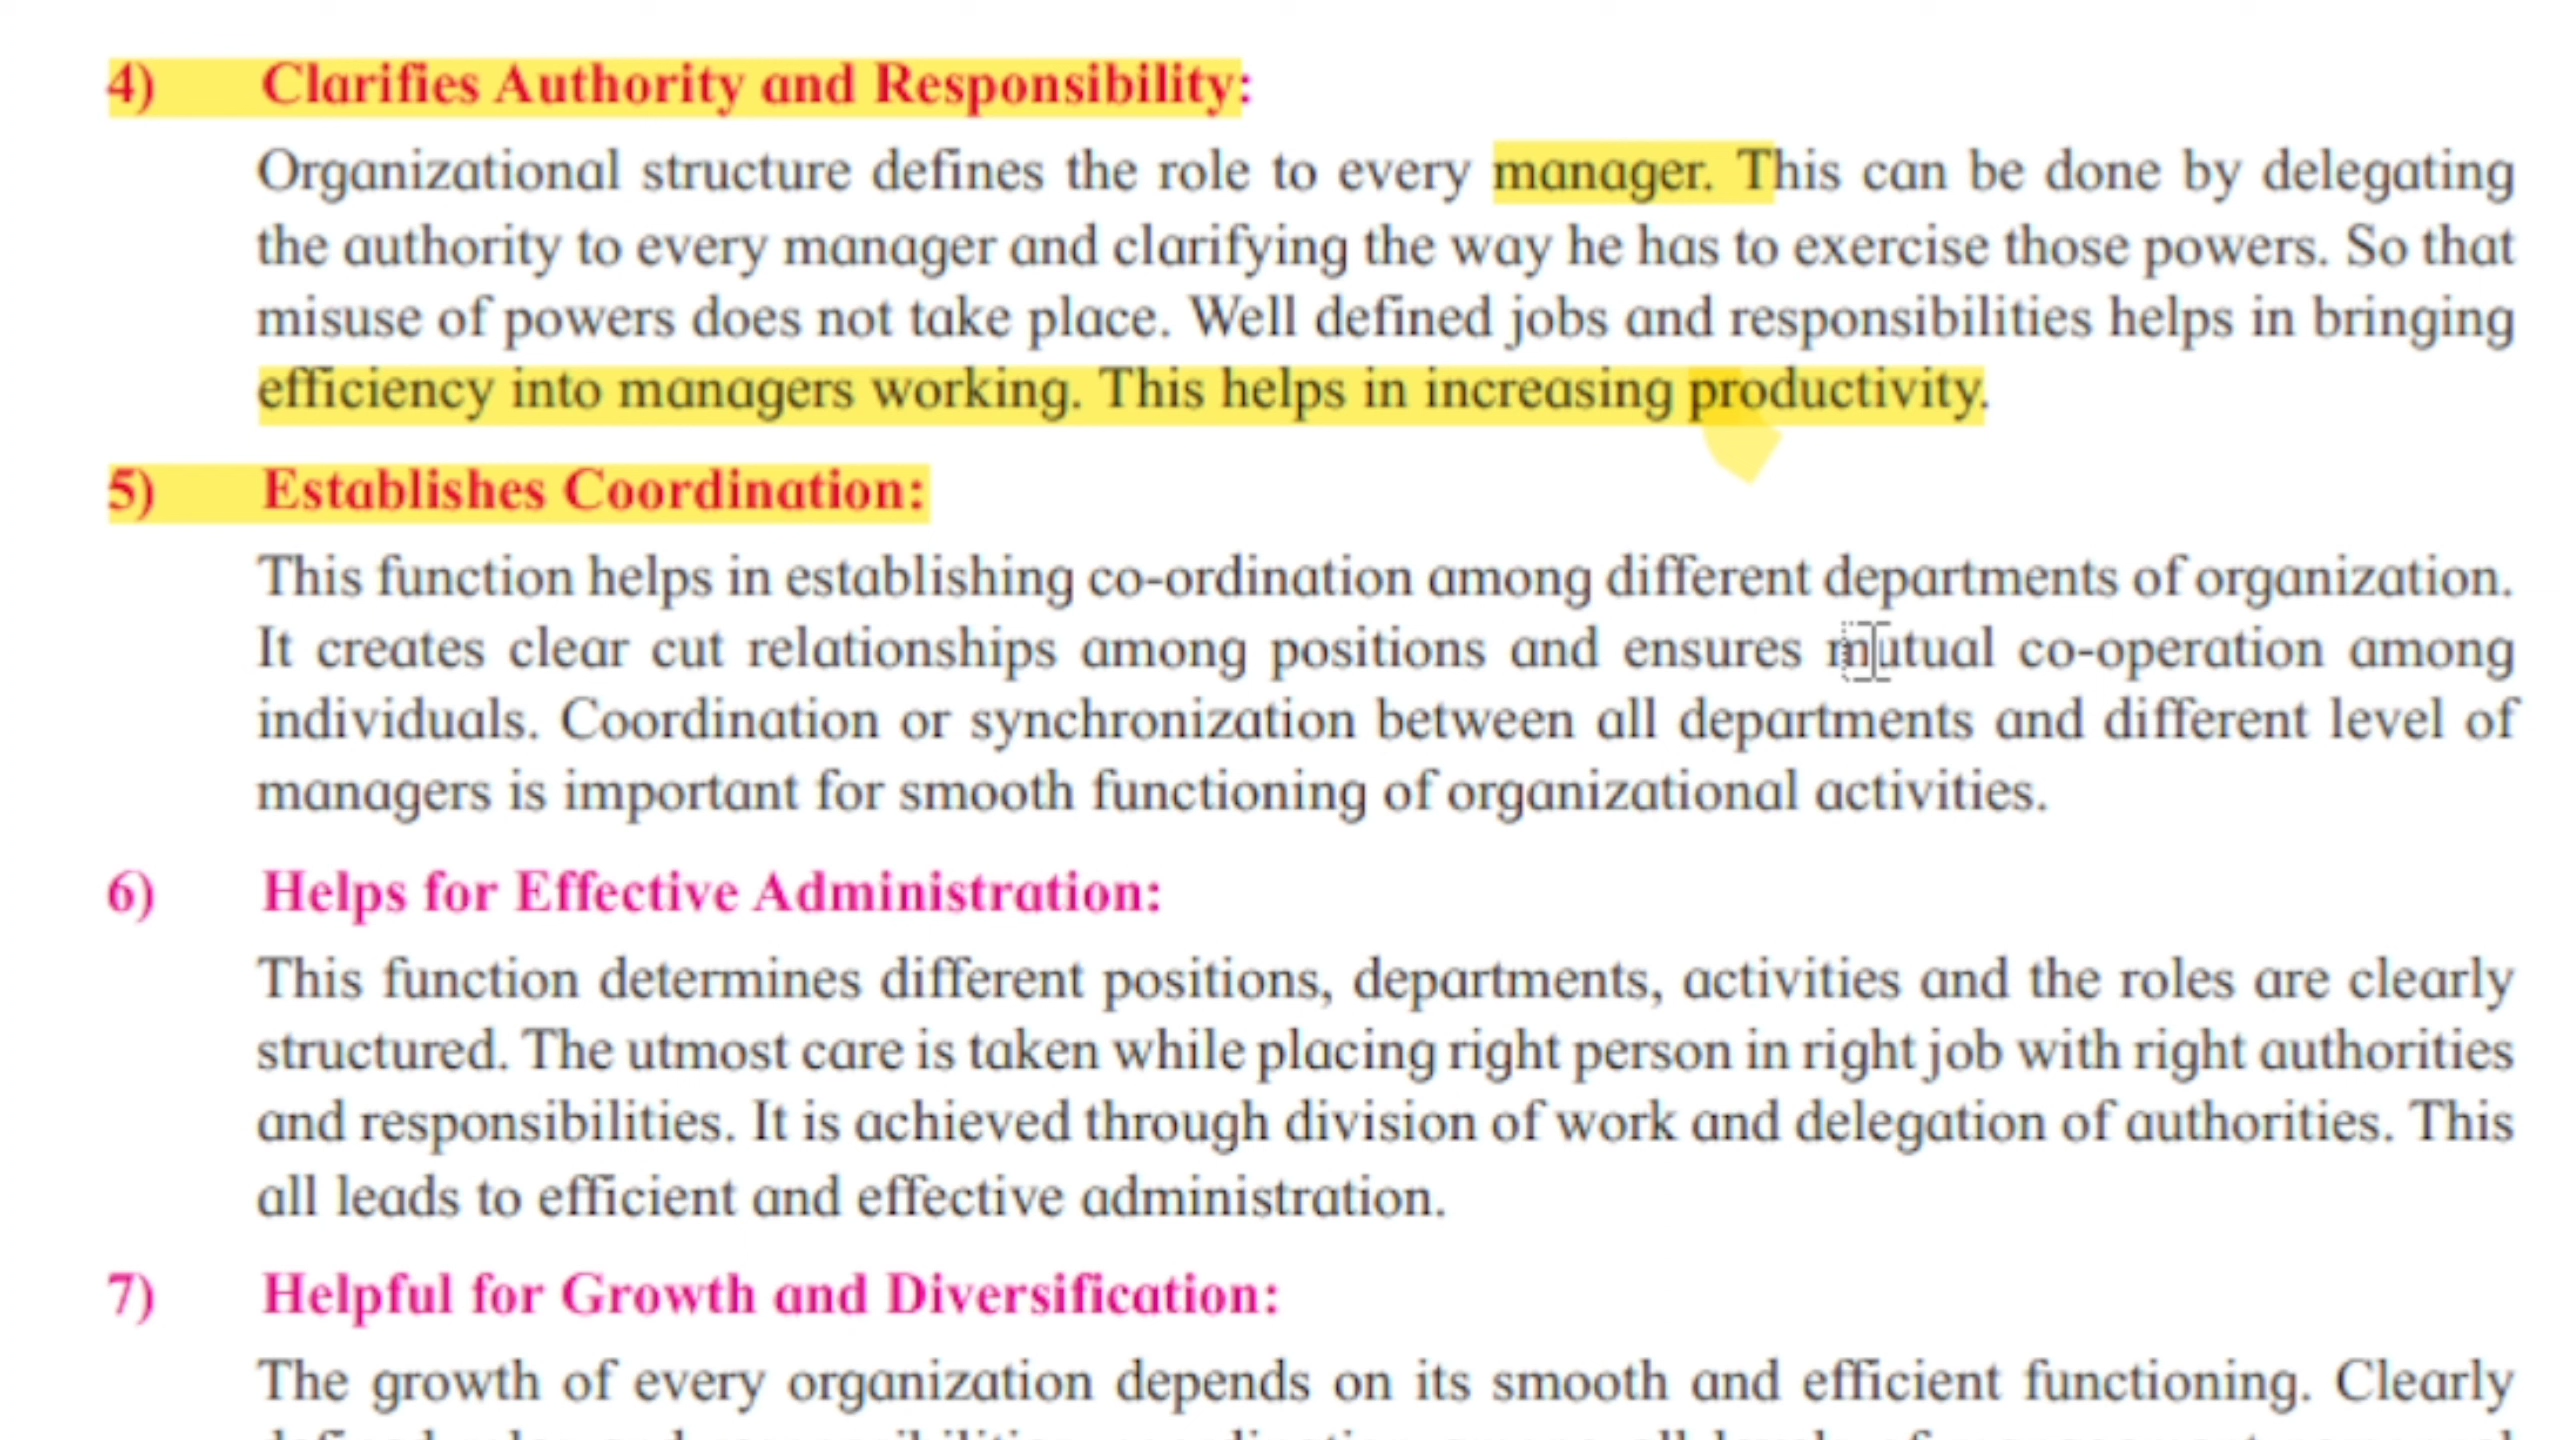 4) Clarifies Authority and Responsibility:
Organizational structure defines the role to every manager. This can be done by delegating
the authority to every manager and clarifying the way he has to exercise those powers. So that
misuse of powers does not take place. Well defined jobs and responsibilities helps in bringing
efficiency into managers working. This helps in increasing productivity.
5) Establishes Coordination:
This function helps in establishing co-ordination among different departments of organization.
It creates clear cut relationships among positions and ensures mutual co-operation among
individuals. Coordination or synchronization between all departments and different level of
managers is important for smooth functioning of organizational activities.
6) Helps for Effective Administration:
This function determines different positions, departments, activities and the roles are clearly
structured. The utmost care is taken while placing right person in right job with right authorities
and responsibilities. It is achieved through division of work and delegation of authorities. This
all leads to efficient and effective administration.
7) Helpful for Growth and Diversification:
The growth of every organization depends on its smooth and efficient functioning. Clearly